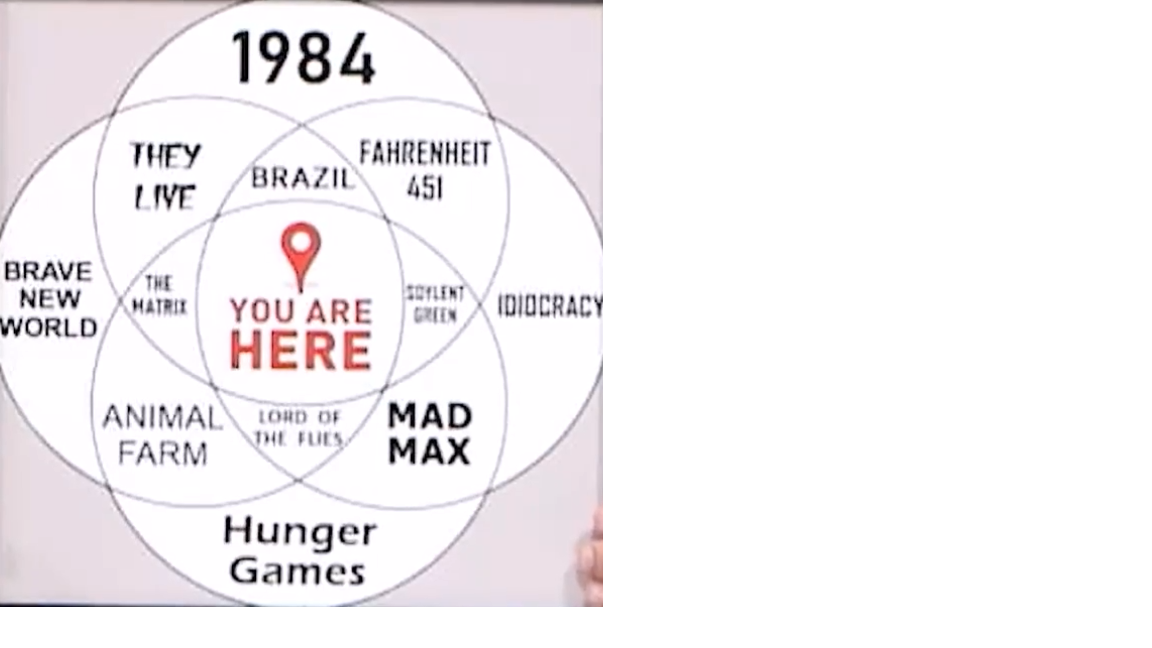 1984
THEY
LIVE
BRAZIL
FAHRENHEIT
451
BRAVE
NEW
WORLD
THE
MATRIX
YOU ARE
HERE
SOYLENT
GREEN
IDIOCRACY
ANIMAL
FARM
LORD OF
THE FLIES
MAD
MAX
Hunger
Games